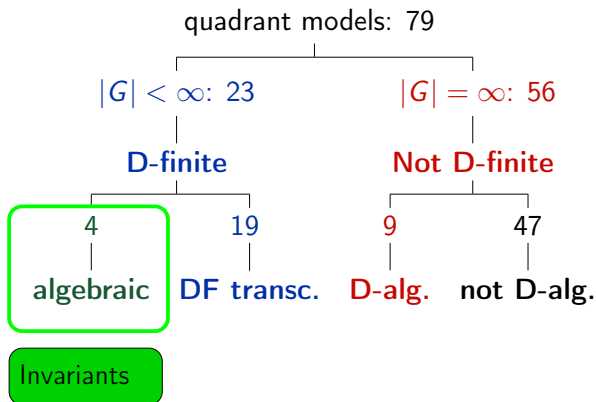 quadrant models: 79
|G| < ∞: 23 |G| = ∞: 56
D-finite Not D-finite
4 19 9 47
algebraic DF transc. D-alg. not D-alg.
Invariants